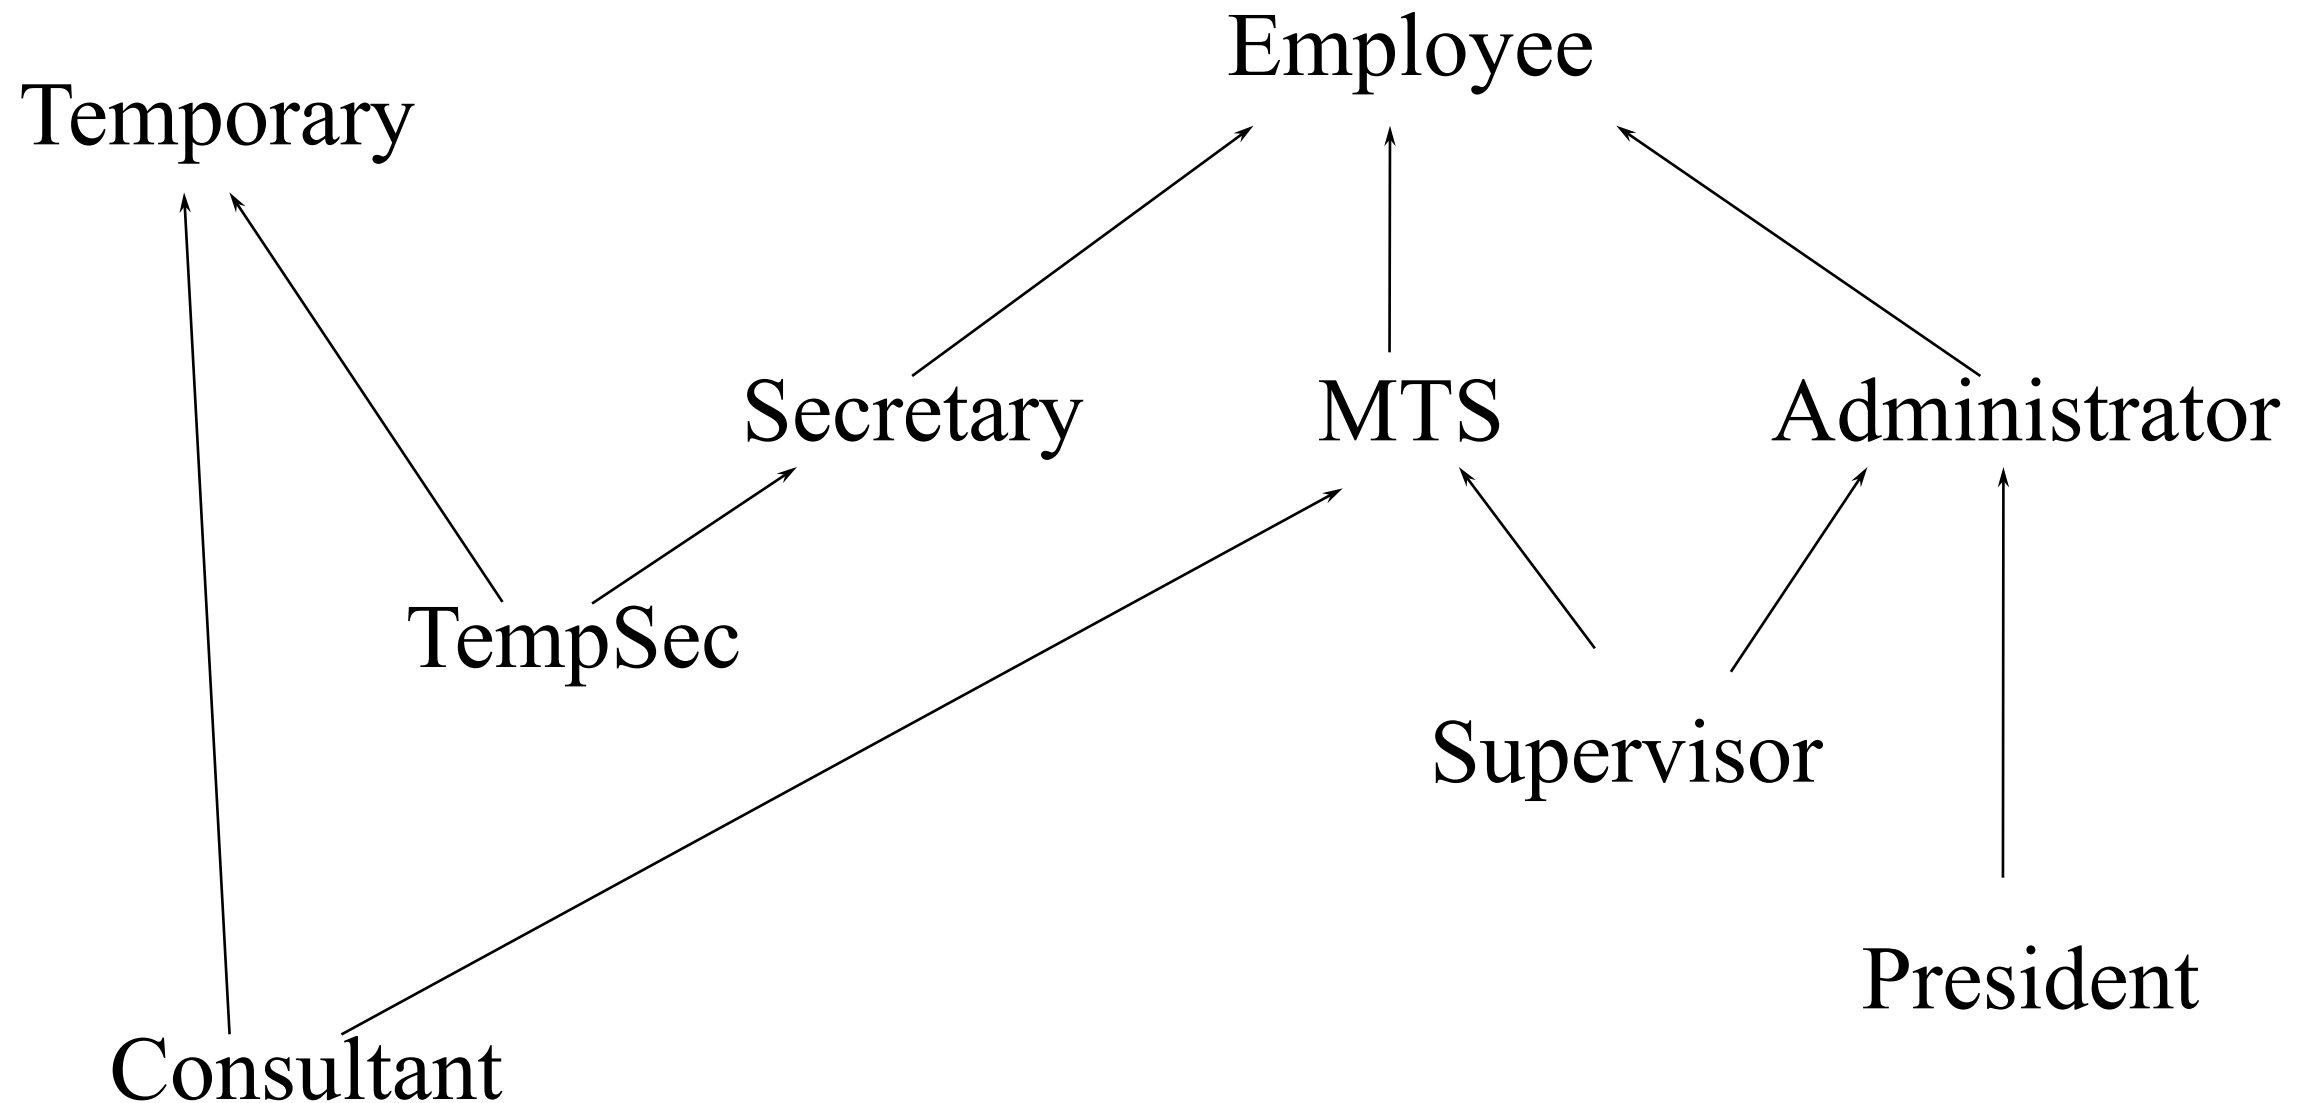 Employee
Temporary
Secretary
MTS
Administrator
TempSec
Supervisor
President
Consultant